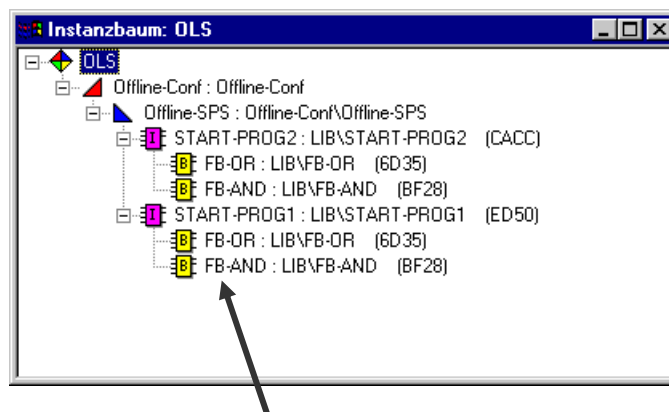 Instanzbaum: OLS
OLS
Offline-Conf : Offline-Conf
Offline-SPS : Offline-Conf\Offline-SPS
I START-PROG2 : LIB\START-PROG2 (CACC)
B FB-OR : LIB\FB-OR (6D35)
B FB-AND : LIB\FB-AND (BF28)
I START-PROG1 : LIB\START-PROG1 (ED50)
B FB-OR : LIB\FB-OR (6D35)
B FB-AND : LIB\FB-AND (BF28)